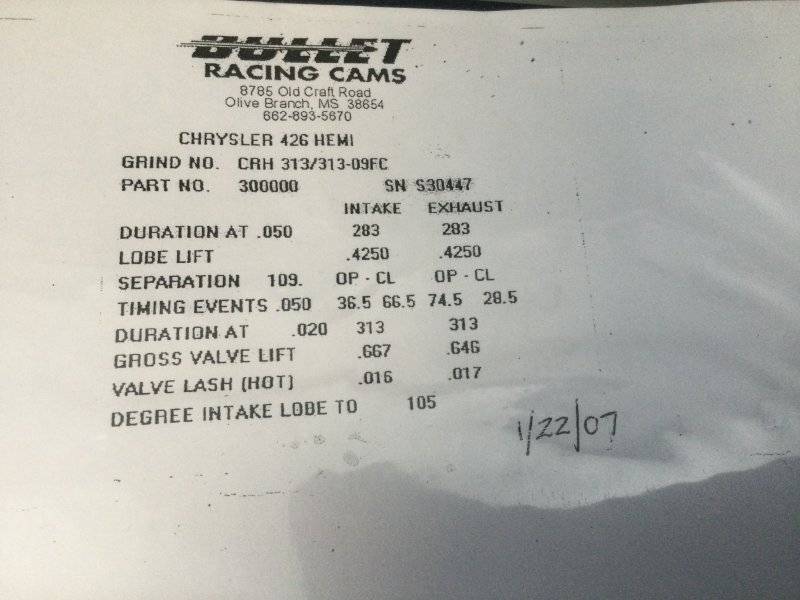 BULLET
RACING CAMS
8785 Old Craft Road
Olive Branch, MS 38654
662-893-5670
CHRYSLER 426 HEMI
GRIND NO. CRH 313/313-09FC
PART NO. 300000 SN S30447
INTAKE EXHAUST
DURATION AT .050 283 283
LOBE LIFT .4250 .4250
SEPARATION 109. OP - CL OP - CL
TIMING EVENTS .050 36.5 66.5 74.5 28.5
DURATION AT .020 313 313
GROSS VALVE LIFT .667 .646
VALVE LASH (HOT) .016 .017
DEGREE INTAKE LOBE TO 105
1/22/07